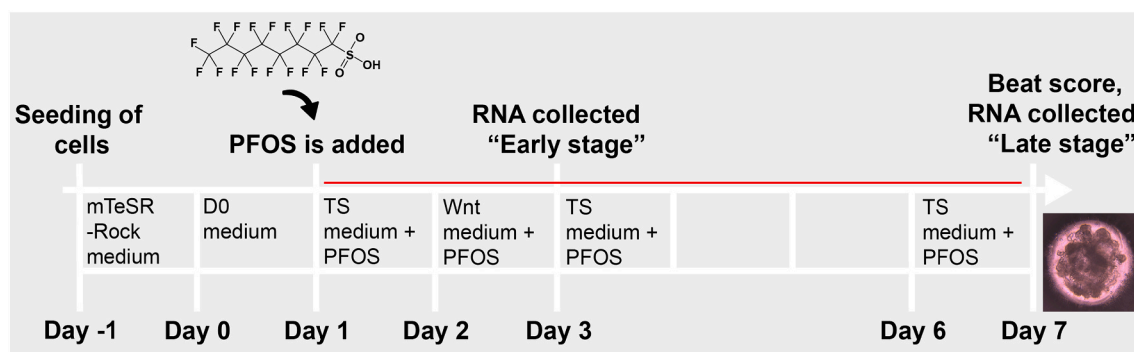 F F F F F F F F
F O
S OH
F F F F F F F F O
Seeding of
cells
PFOS is added
RNA collected
“Early stage”
Beat score,
RNA collected
“Late stage”
mTeSR
-Rock
medium
D0
medium
TS
medium +
PFOS
Wnt
medium +
PFOS
TS
medium +
PFOS
TS
medium +
PFOS
Day -1
Day 0
Day 1
Day 2
Day 3
Day 6
Day 7